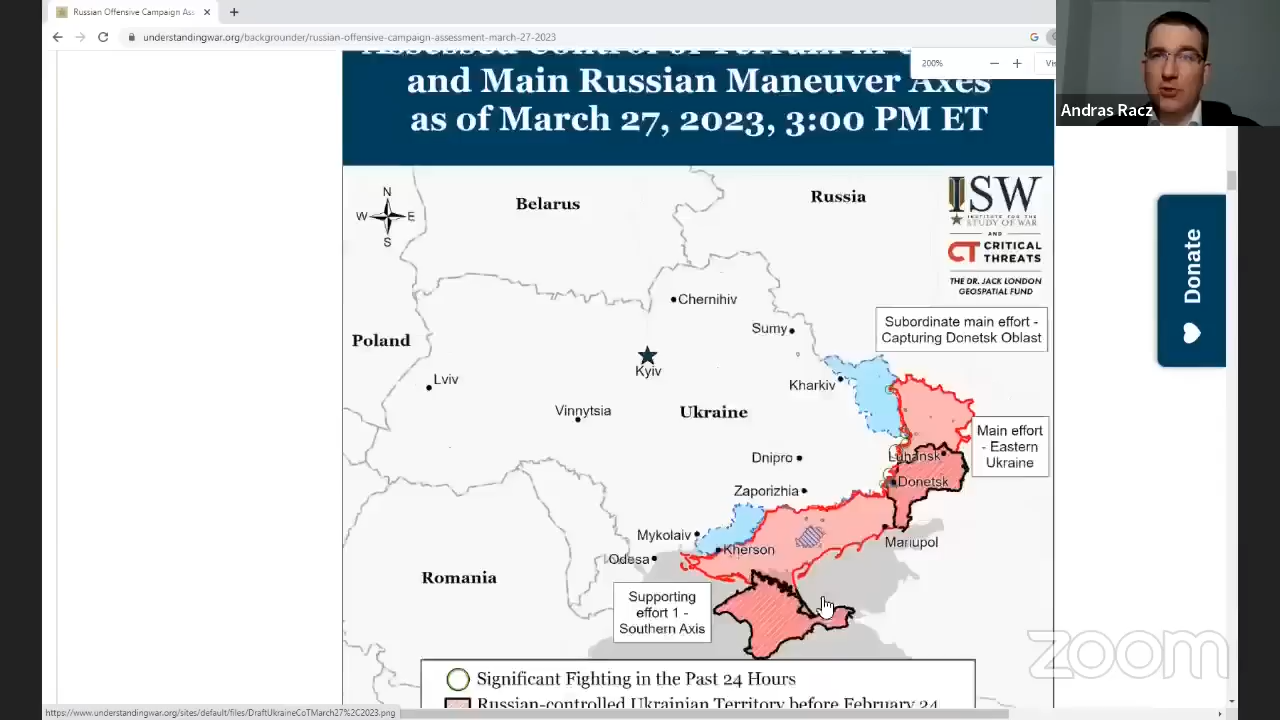 Russian Offensive Campaign Ass
understandingwar.org/backgrounder/russian-offensive-campaign-assessment-march-27-2023
200%
Andras Racz
Assessed Control of Terrain in
and Main Russian Maneuver Axes
as of March 27, 2023, 3:00 PM ET
N
W E
S
Belarus
Russia
ISW
INSTITUTE FOR THE
STUDY OF WAR
AND
CT CRITICAL
THREATS
THE DR. JACK LONDON
GEOSPATIAL FUND
Donate
Chernihiv
Subordinate main effort -
Capturing Donetsk Oblast
Sumy
Poland
Kyiv
Lviv
Kharkiv
Vinnytsia
Ukraine
Main effort
- Eastern
Ukraine
Dnipro
Luhansk
Donetsk
Zaporizhia
Mykolaiv
Kherson
Mariupol
Odesa
Romania
Supporting
effort 1 -
Southern Axis
zoom
Significant Fighting in the Past 24 Hours
Russian-controlled Ukrainian Territory before February 24
https://www.understandingwar.org/sites/default/files/DraftUkraineCoTMarch27%2C2023.png